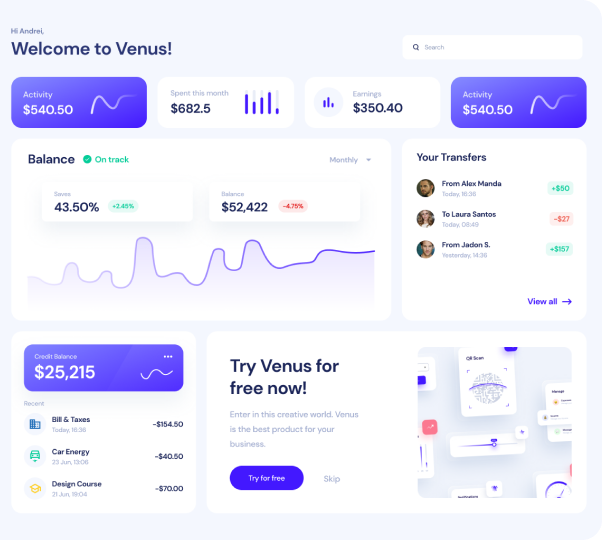 Hi Andrei,
Welcome to Venus!
Search
Activity
$540.50
Spent this month
$682.5
Earnings
$350.40
Activity
$540.50
Balance
On track
Monthly
Saves
43.50%
+2.45%
Balance
$52,422
-4.75%
Your Transfers
From Alex Manda
Today, 16:36
+$50
To Laura Santos
Today, 08:49
-$27
From Jadon S.
Yesterday, 14:36
+$157
View all
Credit Balance
$25,215
Recent
Bill & Taxes
Today, 16:36
-$154.50
Car Energy
23 Jun, 13:06
-$40.50
Design Course
21 Jun, 19:04
-$70.00
Try Venus for
free now!
Enter in this creative world. Venus
is the best product for your
business.
Try for free
Skip
QR Scan
Manage